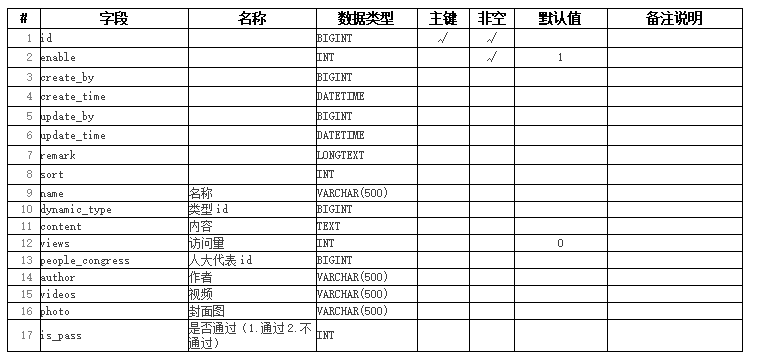 # 字段 名称 数据类型 主键 非空 默认值 备注说明
1 id BIGINT √ √
2 enable INT √ 1
3 create_by BIGINT
4 create_time DATETIME
5 update_by BIGINT
6 update_time DATETIME
7 remark LONGTEXT
8 sort INT
9 name 名称 VARCHAR(500)
10 dynamic_type 类型id BIGINT
11 content 内容 TEXT
12 views 访问量 INT 0
13 people_congress 人大代表id BIGINT
14 author 作者 VARCHAR(500)
15 videos 视频 VARCHAR(500)
16 photo 封面图 VARCHAR(500)
17 is_pass 是否通过（1.通过2.不
通过） INT